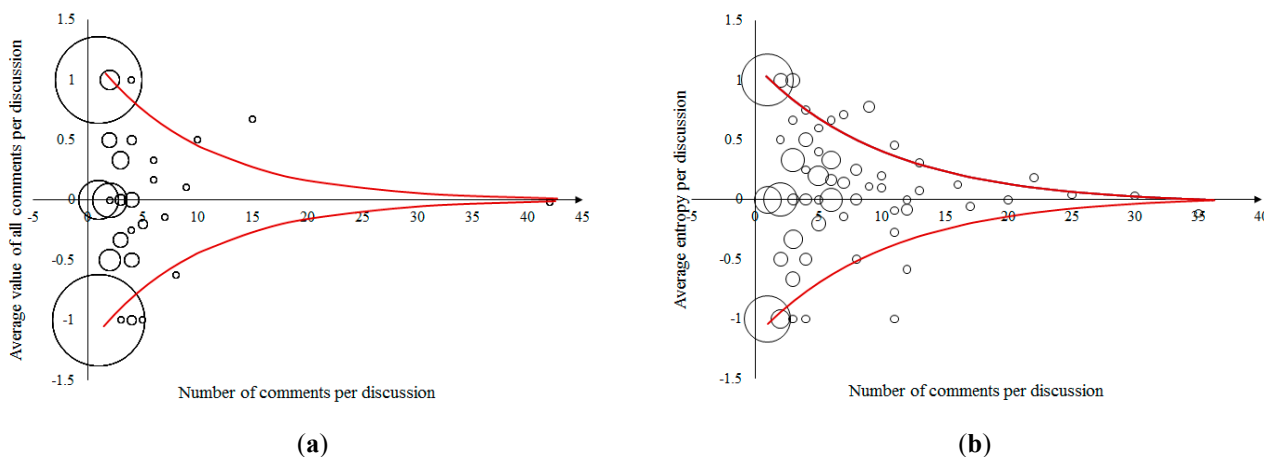 1.5
1
0.5
0
-0.5
-1
-1.5
-5 0 5 10 15 20 25 30 35 40 45
Average value of all comments per discussion
Number of comments per discussion
(a)
1.5
1
0.5
0
-0.5
-1
-1.5
-5 0 5 10 15 20 25 30 35 40
Average entropy per discussion
Number of comments per discussion
(b)